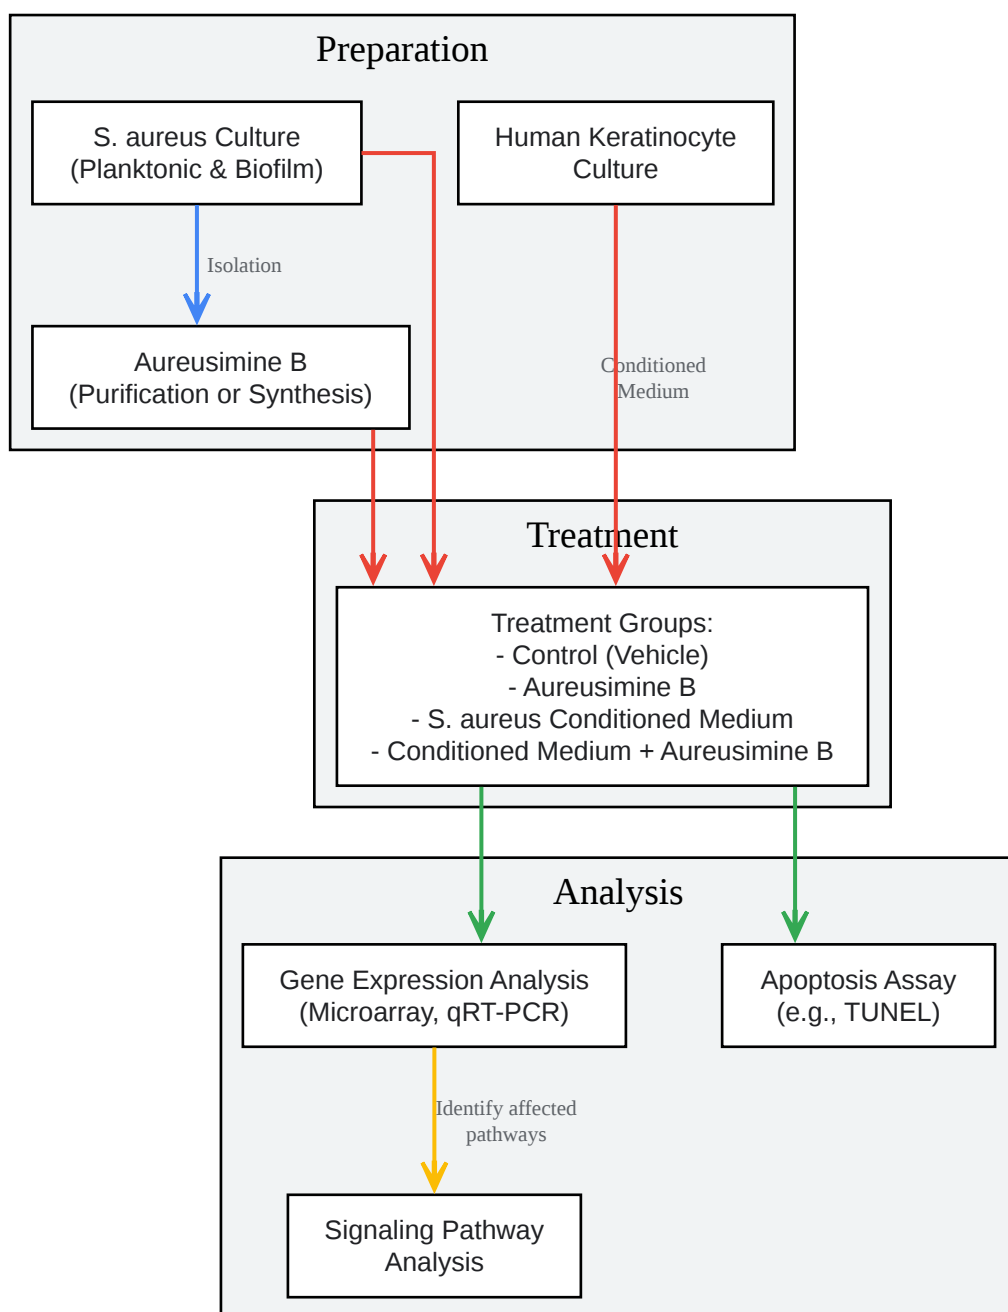 Preparation
S. aureus Culture
(Planktonic & Biofilm)
Human Keratinocyte
Culture
Isolation
Aureusimine B
(Purification or Synthesis)
Conditioned
Medium
Treatment
Treatment Groups:
- Control (Vehicle)
- Aureusimine B
- S. aureus Conditioned Medium
- Conditioned Medium + Aureusimine B
Analysis
Gene Expression Analysis
(Microarray, qRT-PCR)
Apoptosis Assay
(e.g., TUNEL)
Identify affected
pathways
Signaling Pathway
Analysis